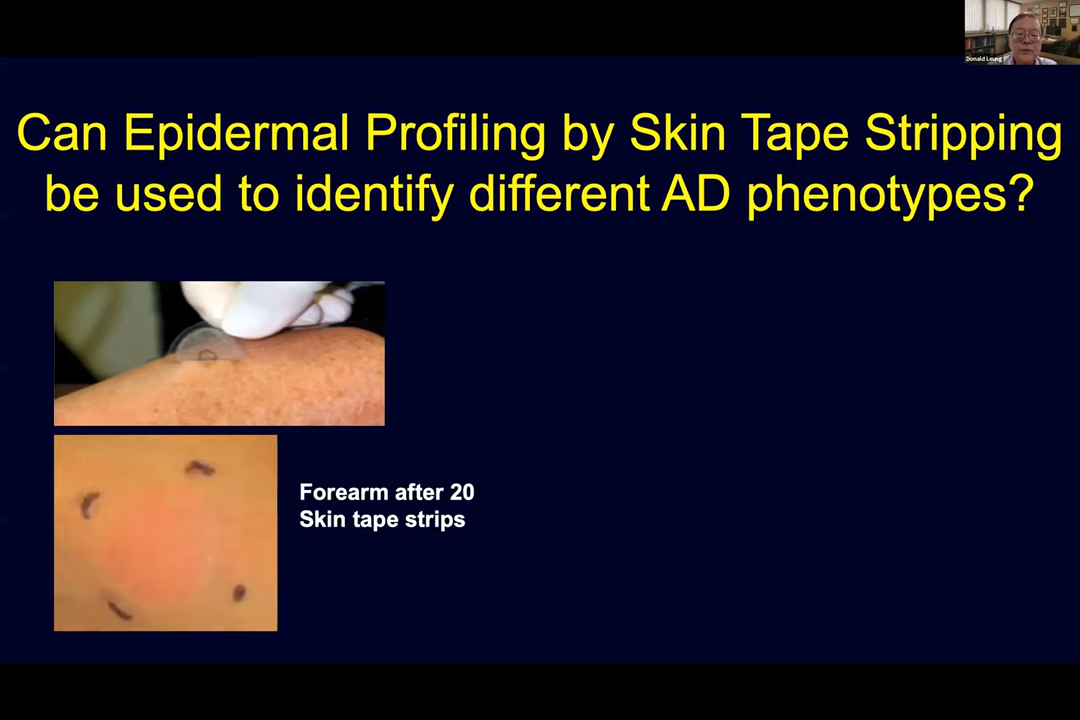 Donald Leung
Can Epidermal Profiling by Skin Tape Stripping
be used to identify different AD phenotypes?
Forearm after 20
Skin tape strips